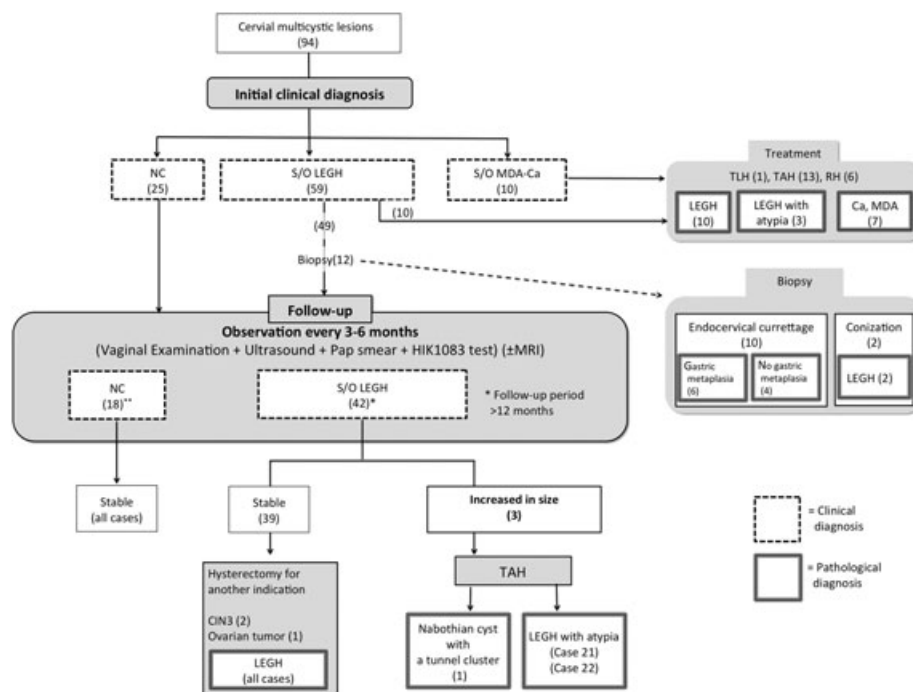 Cervial multicystic lesions
(94)
Initial clinical diagnosis
NC
(25)
S/O LEGH
(59)
S/O MDA-Ca
(10)
(10)
(49)
Biopsy(12)
Treatment
TLH (1), TAH (13), RH (6)
LEGH
(10)
LEGH with
atypia (3)
Ca, MDA
(7)
Biopsy
Endocervical currettage
(10)
Gastric
metaplasia
(6)
No gastric
metaplasia
(4)
Conization
(2)
LEGH (2)
Follow-up
Observation every 3-6 months
(Vaginal Examination + Ultrasound + Pap smear + HIK1083 test) (±MRI)
NC
(18)**
S/O LEGH
(42)*
* Follow-up period
>12 months
Stable
(all cases)
Stable
(39)
Increased in size
(3)
Hysterectomy for
another indication
CIN3 (2)
Ovarian tumor (1)
LEGH
(all cases)
TAH
Nabothian cyst
with
a tunnel cluster
(1)
LEGH with atypia
(Case 21)
(Case 22)
= Clinical
diagnosis
= Pathological
diagnosis